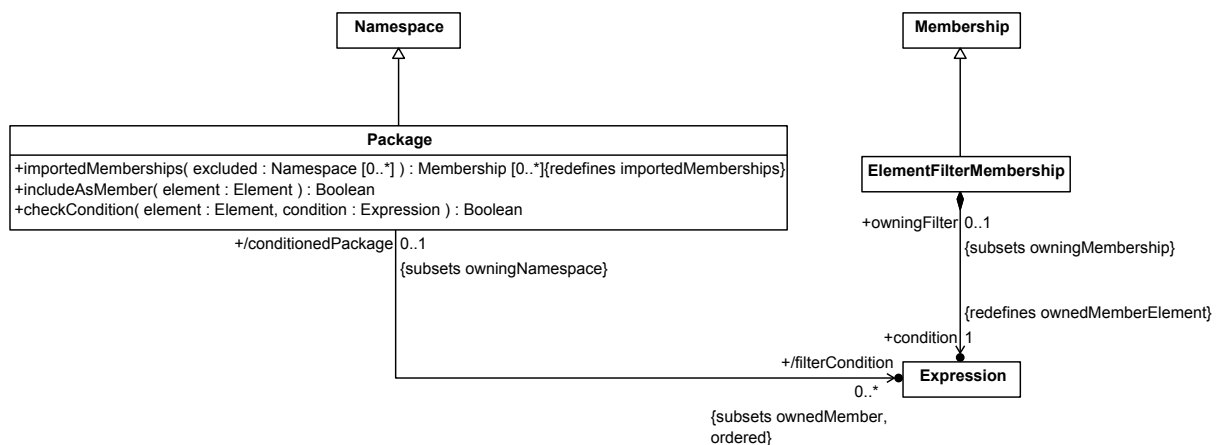 Namespace
Membership
Package
+importedMemberships( excluded : Namespace [0..*] ) : Membership [0..*]{redefines importedMemberships}
+includeAsMember( element : Element ) : Boolean
+checkCondition( element : Element, condition : Expression ) : Boolean
ElementFilterMembership
+/conditionedPackage 0..1
{subsets owningNamespace}
+owningFilter 0..1
{subsets owningMembership}
{redefines ownedMemberElement}
+condition 1
+/filterCondition
0..*
{subsets ownedMember,
ordered}
Expression